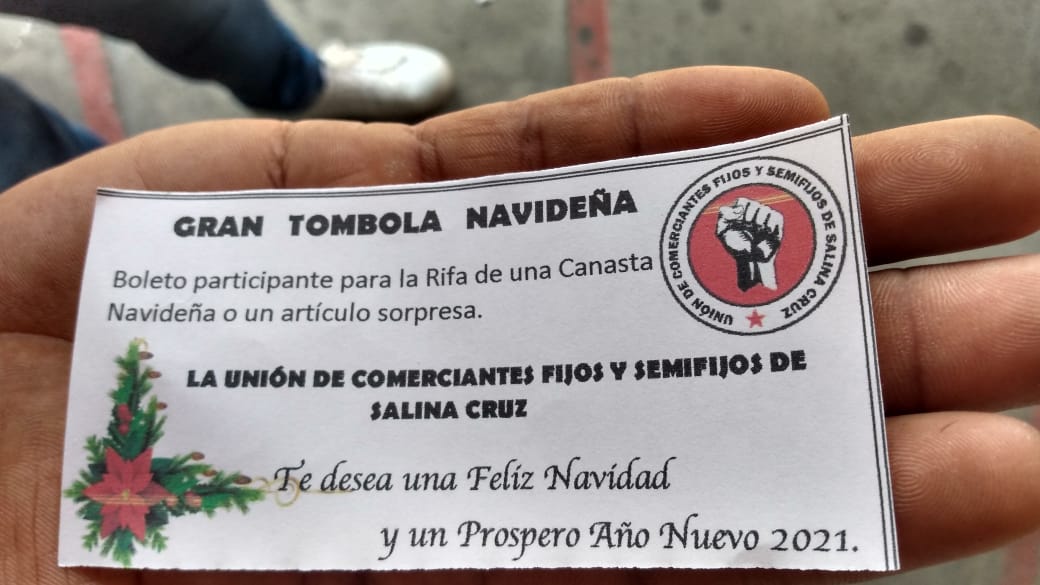 GRAN TOMBOLA NAVIDEÑA
Boleto participante para la Rifa de una Canasta
Navideña o un artículo sorpresa.
UNIÓN DE COMERCIANTES FIJOS Y SEMIFIJOS DE SALINA CRUZ
LA UNIÓN DE COMERCIANTES FIJOS Y SEMIFIJOS DE
SALINA CRUZ
Te desea una Felíz Navidad
y un Prospero Año Nuevo 2021.